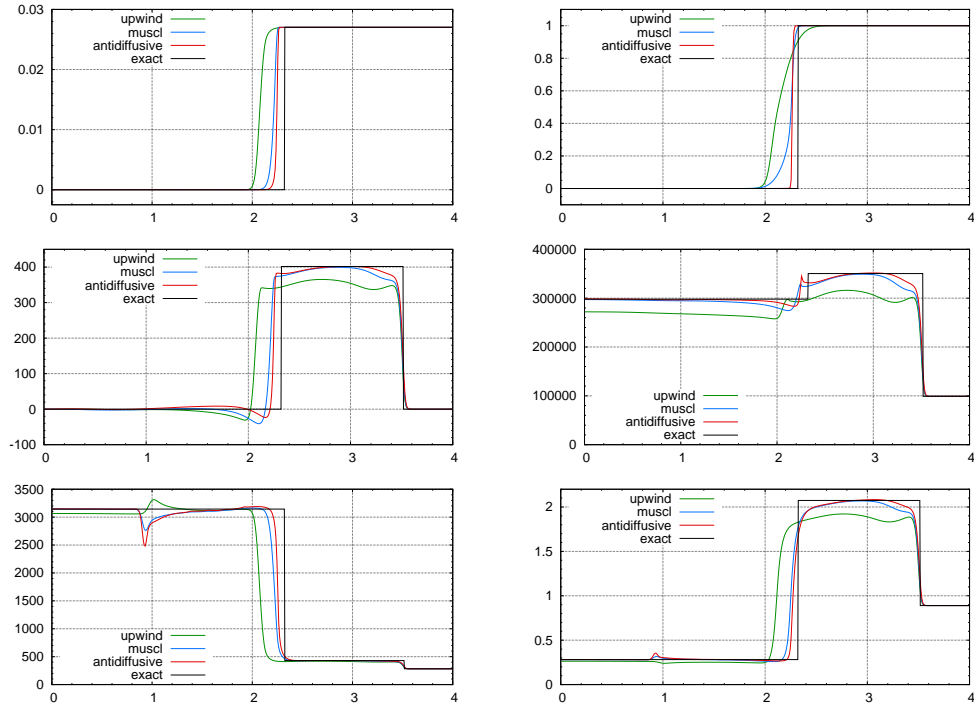 upwind
muscl
antidiffusive
exact
0.03
0.02
0.01
0
0 1 2 3 4
upwind
muscl
antidiffusive
exact
1
0.8
0.6
0.4
0.2
0
0 1 2 3 4
upwind
muscl
antidiffusive
exact
400
300
200
100
0
-100
0 1 2 3 4
400000
300000
200000
100000
0
upwind
muscl
antidiffusive
exact
0 1 2 3 4
3500
3000
2500
2000
1500
1000
500
0
upwind
muscl
antidiffusive
exact
0 1 2 3 4
upwind
muscl
antidiffusive
exact
2
1.5
1
0.5
0
0 1 2 3 4